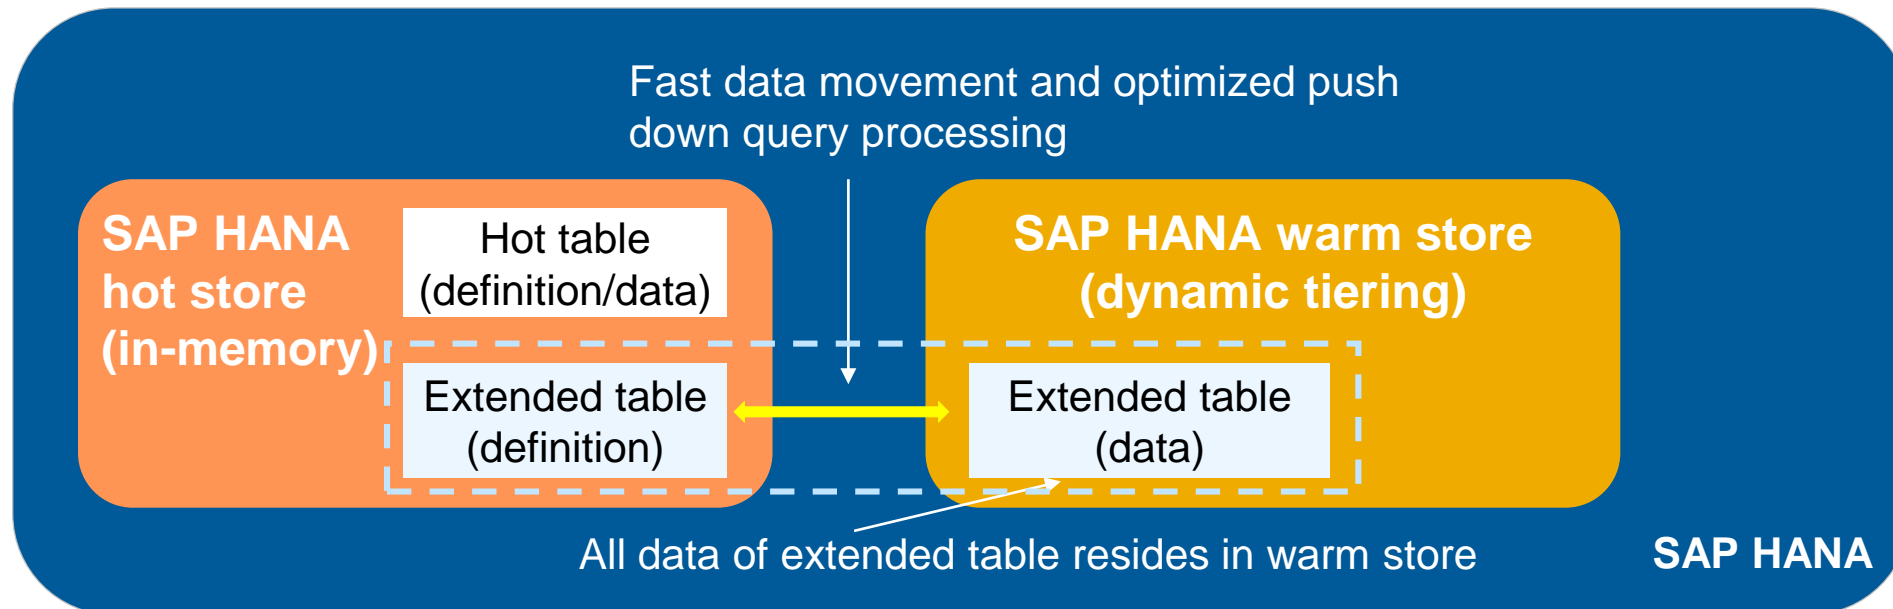 Fast data movement and optimized push
down query processing
SAP HANA
hot store
(in-memory)
Hot table
(definition/data)
SAP HANA warm store
(dynamic tiering)
Extended table
(definition)
Extended table
(data)
All data of extended table resides in warm store
SAP HANA